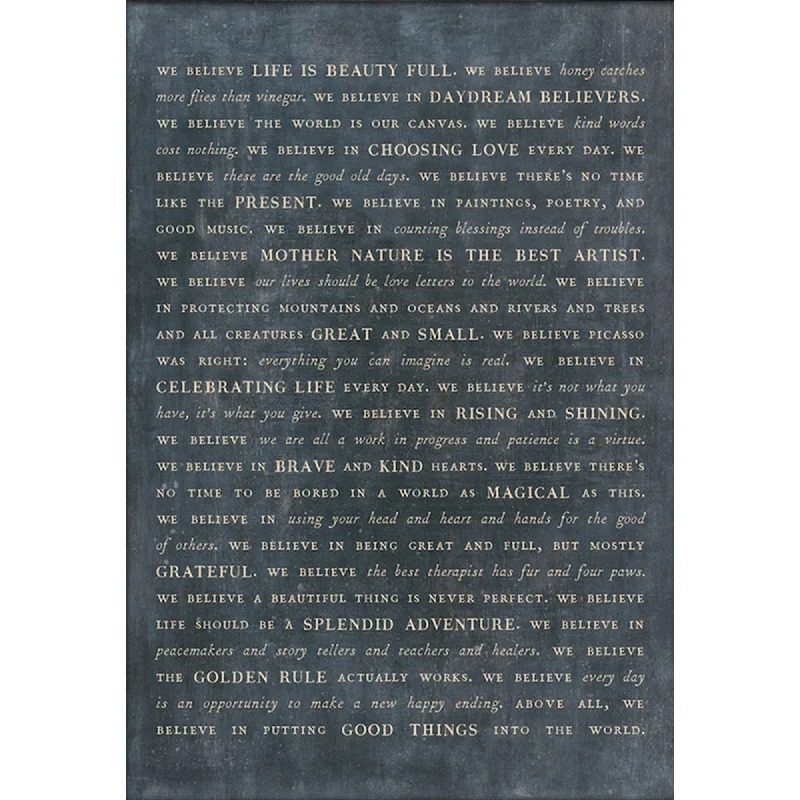 WE BELIEVE LIFE IS BEAUTY FULL. WE BELIEVE honey catches
more flies than vinegar. WE BELIEVE IN DAYDREAM BELIEVERS.
WE BELIEVE THE WORLD IS OUR CANVAS. WE BELIEVE kind words
cost nothing. WE BELIEVE IN CHOOSING LOVE EVERY DAY. WE
BELIEVE these are the good old days. WE BELIEVE THERE'S NO TIME
LIKE THE PRESENT. WE BELIEVE IN PAINTINGS, POETRY, AND
GOOD MUSIC. WE BELIEVE IN counting blessings instead of troubles.
WE BELIEVE MOTHER NATURE IS THE BEST ARTIST.
WE BELIEVE our lives should be love letters to the world. WE BELIEVE
IN PROTECTING MOUNTAINS AND OCEANS AND RIVERS AND TREES
AND ALL CREATURES GREAT AND SMALL. WE BELIEVE PICASSO
WAS RIGHT: everything you can imagine is real. WE BELIEVE IN
CELEBRATING LIFE EVERY DAY. WE BELIEVE it's not what you
have, it's what you give. WE BELIEVE IN RISING AND SHINING.
WE BELIEVE we are all a work in progress and patience is a virtue.
WE BELIEVE IN BRAVE AND KIND HEARTS. WE BELIEVE THERE'S
NO TIME TO BE BORED IN A WORLD AS MAGICAL AS THIS.
WE BELIEVE IN using your head and heart and hands for the good
of others. WE BELIEVE IN BEING GREAT AND FULL, BUT MOSTLY
GRATEFUL. WE BELIEVE the best therapist has fur and four paws.
WE BELIEVE A BEAUTIFUL THING IS NEVER PERFECT. WE BELIEVE
LIFE SHOULD BE A SPLENDID ADVENTURE. WE BELIEVE IN
peacemakers and story tellers and teachers and healers. WE BELIEVE
THE GOLDEN RULE ACTUALLY WORKS. WE BELIEVE every day
is an opportunity to make a new happy ending. ABOVE ALL, WE
BELIEVE IN PUTTING GOOD THINGS INTO THE WORLD.